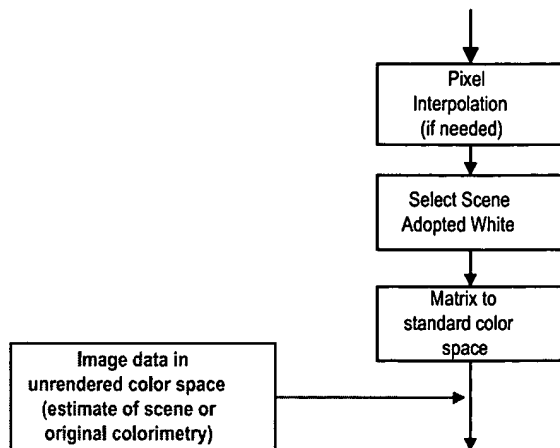 Pixel
Interpolation
(if needed)
Select Scene
Adopted White
Matrix to
standard color
space
Image data in
unrendered color space
(estimate of scene or
original colorimetry)